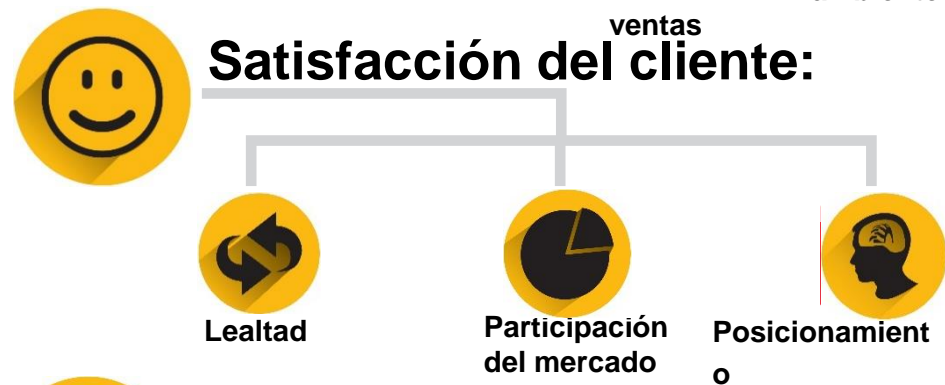 ventas
Satisfacción del cliente:
Lealtad
Participación
del mercado
Posicionamient
o